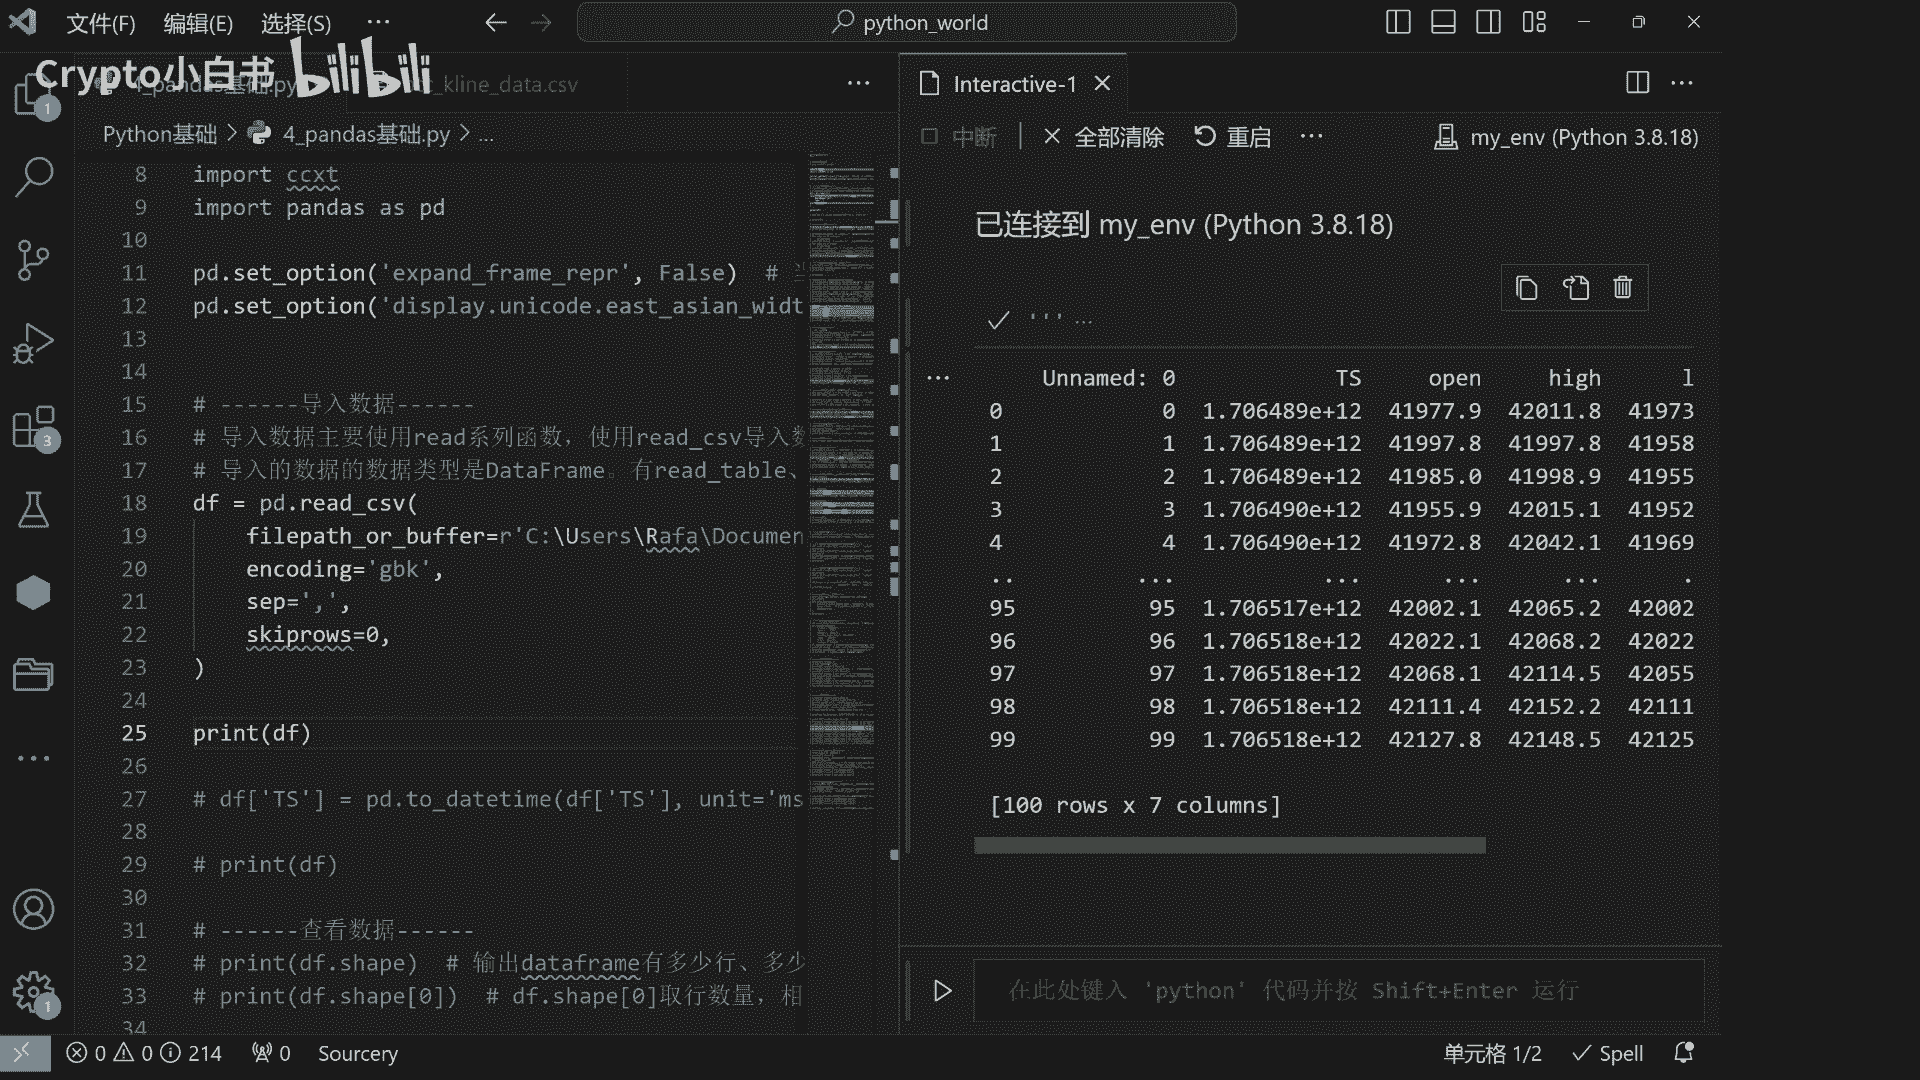 文件(F) 编辑(E) 选择(S) ··· python_world
Crypto小白书 bilibili
4_pandas基础.py _kline_data.csv ···
Interactive-1
Python基础 > 4_pandas基础.py > ...
中断 | 全部清除 重启 ··· my_env (Python 3.8.18)
8 import ccxt
9 import pandas as pd
10
11 pd.set_option('expand_frame_repr', False) #
12 pd.set_option('display.unicode.east_asian_widt
13
14
15 # ------导入数据------
16 # 导入数据主要使用read系列函数，使用read_csv导入数
17 # 导入的数据的数据类型是DataFrame。有read_table、
18 df = pd.read_csv(
19 filepath_or_buffer=r'C:\Users\Rafa\Documen
20 encoding='gbk',
21 sep=',',
22 skiprows=0,
23 )
24
25 print(df)
26
27 # df['TS'] = pd.to_datetime(df['TS'], unit='ms
28
29 # print(df)
30
31 # ------查看数据------
32 # print(df.shape) # 输出dataframe有多少行、多少
33 # print(df.shape[0]) # df.shape[0]取行数量，相
34
已连接到 my_env (Python 3.8.18)
''' ...
Unnamed: 0 TS open high l
0 0 1.706489e+12 41977.9 42011.8 41973
1 1 1.706489e+12 41997.8 41997.8 41958
2 2 1.706489e+12 41985.0 41998.9 41955
3 3 1.706490e+12 41955.9 42015.1 41952
4 4 1.706490e+12 41972.8 42042.1 41969
.. ... ... ... ... .
95 95 1.706517e+12 42002.1 42065.2 42002
96 96 1.706518e+12 42022.1 42068.2 42022
97 97 1.706518e+12 42068.1 42114.5 42055
98 98 1.706518e+12 42111.4 42152.2 42111
99 99 1.706518e+12 42127.8 42148.5 42125
[100 rows x 7 columns]
在此处键入 'python' 代码并按 Shift+Enter 运行
1
3
1
0 0 214 0 Sourcery
单元格 1/2 Spell